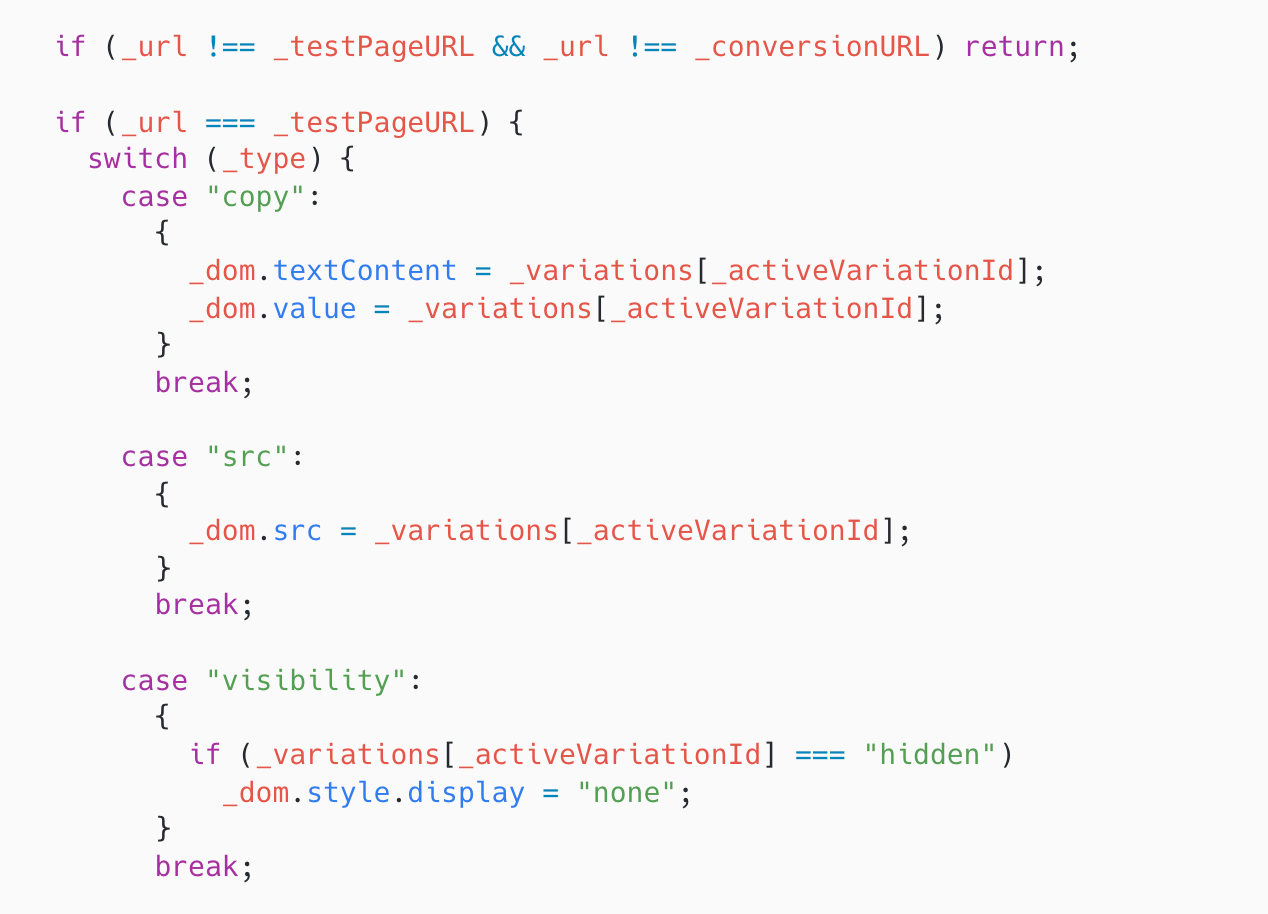 if (_url !== _testPageURL && _url !== _conversionURL) return;
if (_url === _testPageURL) {
switch (_type) {
case "copy":
{
_dom.textContent = _variations[_activeVariationId];
_dom.value = _variations[_activeVariationId];
}
break;
case "src":
{
_dom.src = _variations[_activeVariationId];
}
break;
case "visibility":
{
if (_variations[_activeVariationId] === "hidden")
_dom.style.display = "none";
}
break;